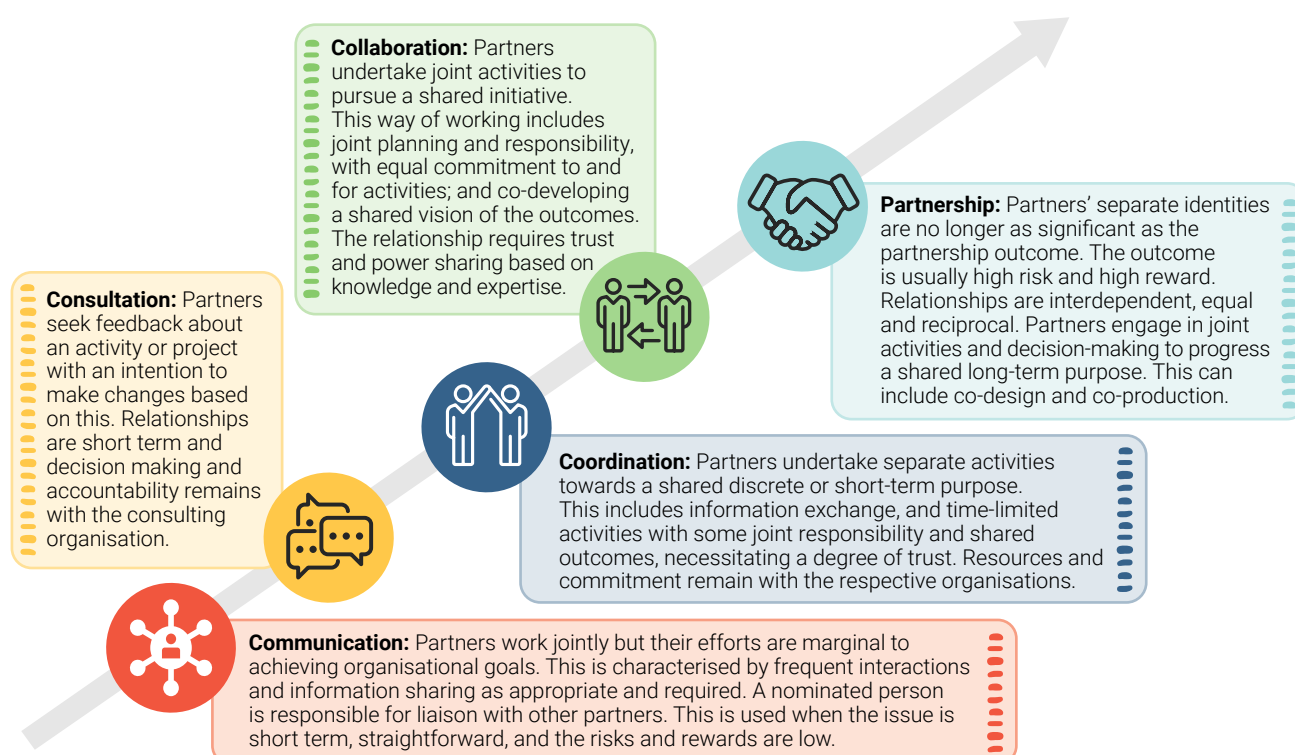 Collaboration: Partners
undertake joint activities to
pursue a shared initiative.
This way of working includes
joint planning and responsibility,
with equal commitment to and
for activities; and co-developing
a shared vision of the outcomes.
The relationship requires trust
and power sharing based on
knowledge and expertise.
Partnership: Partners’ separate identities
are no longer as significant as the
partnership outcome. The outcome
is usually high risk and high reward.
Relationships are interdependent, equal
and reciprocal. Partners engage in joint
activities and decision-making to progress
a shared long-term purpose. This can
include co-design and co-production.
Consultation: Partners
seek feedback about
an activity or project
with an intention to
make changes based
on this. Relationships
are short term and
decision making and
accountability remains
with the consulting
organisation.
Coordination: Partners undertake separate activities
towards a shared discrete or short-term purpose.
This includes information exchange, and time-limited
activities with some joint responsibility and shared
outcomes, necessitating a degree of trust. Resources and
commitment remain with the respective organisations.
Communication: Partners work jointly but their efforts are marginal to
achieving organisational goals. This is characterised by frequent interactions
and information sharing as appropriate and required. A nominated person
is responsible for liaison with other partners. This is used when the issue is
short term, straightforward, and the risks and rewards are low.